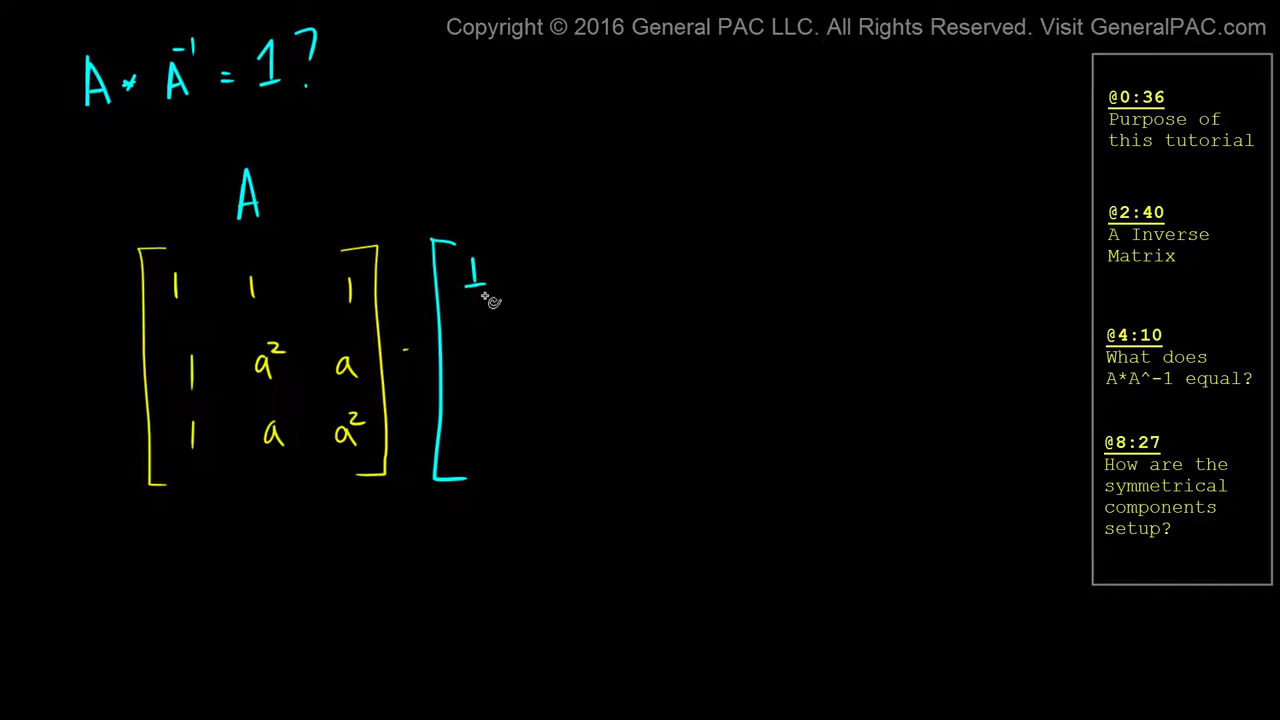 Copyright © 2016 General PAC LLC. All Rights Reserved. Visit GeneralPAC.com
A * A⁻¹ = 1?
A
1 1 1
1 a² a
1 a a²
·
1
@0:36
Purpose of
this tutorial
@2:40
A Inverse
Matrix
@4:10
What does
A*A^-1 equal?
@8:27
How are the
symmetrical
components
setup?